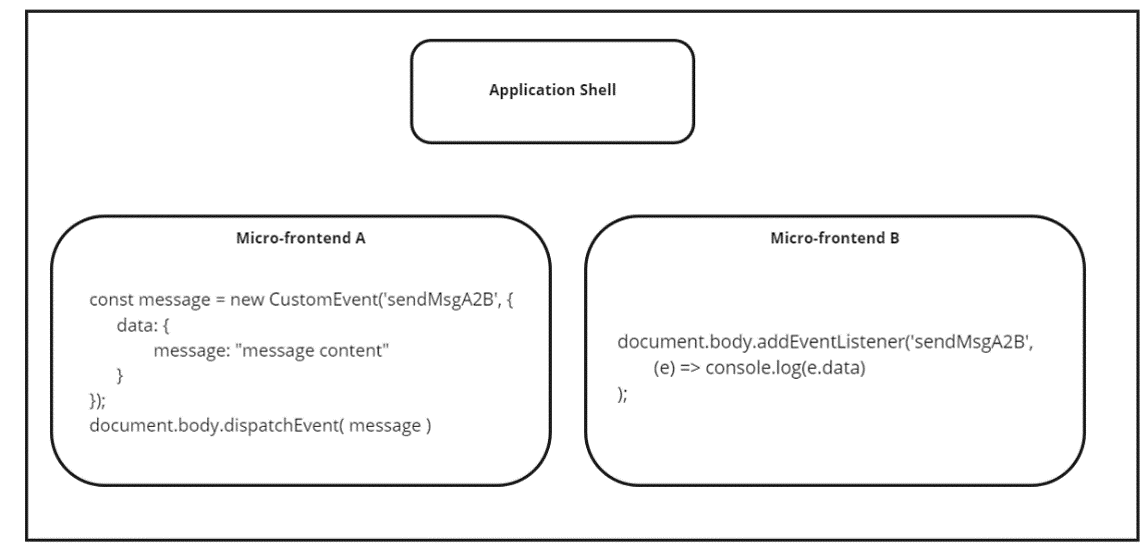 Application Shell
Micro-frontend A
const message = new CustomEvent('sendMsgA2B', {
data: {
message: "message content"
}
});
document.body.dispatchEvent( message )
Micro-frontend B
document.body.addEventListener('sendMsgA2B',
(e) => console.log(e.data)
);